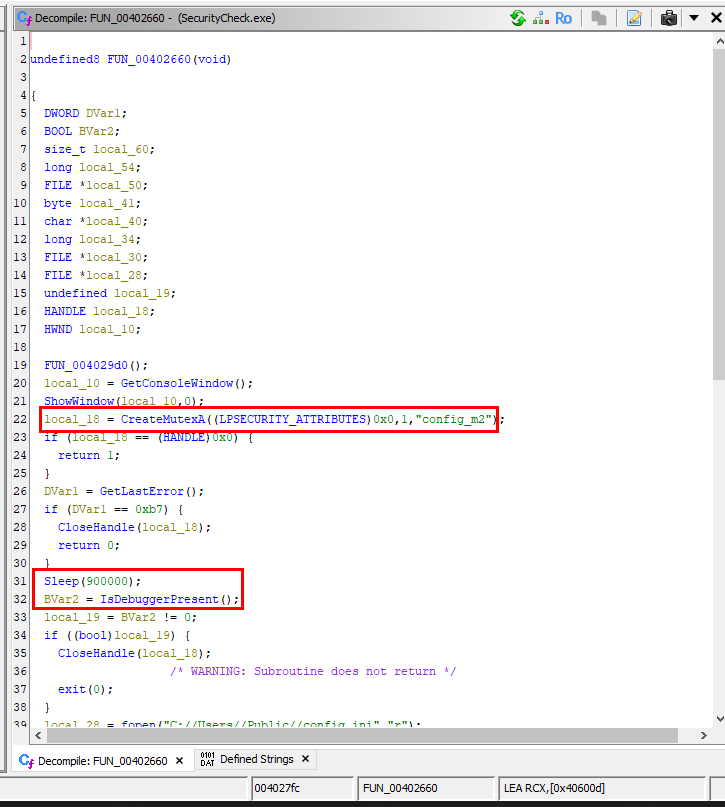 Decompile: FUN_00402660 - (SecurityCheck.exe)
Ro
1
2 undefined8 FUN_00402660(void)
3
4 {
5 DWORD DVar1;
6 BOOL BVar2;
7 size_t local_60;
8 long local_54;
9 FILE *local_50;
10 byte local_41;
11 char *local_40;
12 long local_34;
13 FILE *local_30;
14 FILE *local_28;
15 undefined local_19;
16 HANDLE local_18;
17 HWND local_10;
18
19 FUN_004029d0();
20 local_10 = GetConsoleWindow();
21 ShowWindow(local_10,0);
22 local_18 = CreateMutexA((LPSECURITY_ATTRIBUTES)0x0,1,"config_m2");
23 if (local_18 == (HANDLE)0x0) {
24 return 1;
25 }
26 DVar1 = GetLastError();
27 if (DVar1 == 0xb7) {
28 CloseHandle(local_18);
29 return 0;
30 }
31 Sleep(900000);
32 BVar2 = IsDebuggerPresent();
33 local_19 = BVar2 != 0;
34 if ((bool)local_19) {
35 CloseHandle(local_18);
36 /* WARNING: Subroutine does not return */
37 exit(0);
38 }
39 local_28 = fopen("C://Users//Public//config.ini","r");
Decompile: FUN_00402660 ×
0101 DAT Defined Strings ×
004027fc FUN_00402660 LEA RCX,[0x40600d]